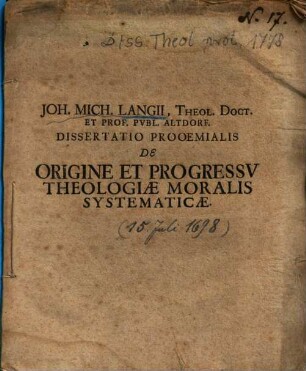 N. 17.
Diss. Theol. prot. 1778
JOH. MICH. LANGII, THEOL. DOCT.
ET PROF. PVBL. ALTDORF.
DISSERTATIO PROOEMIALIS
DE
ORIGINE ET PROGRESSV
THEOLOGIÆ MORALIS
SYSTEMATICÆ.
(15 Juli 1698)